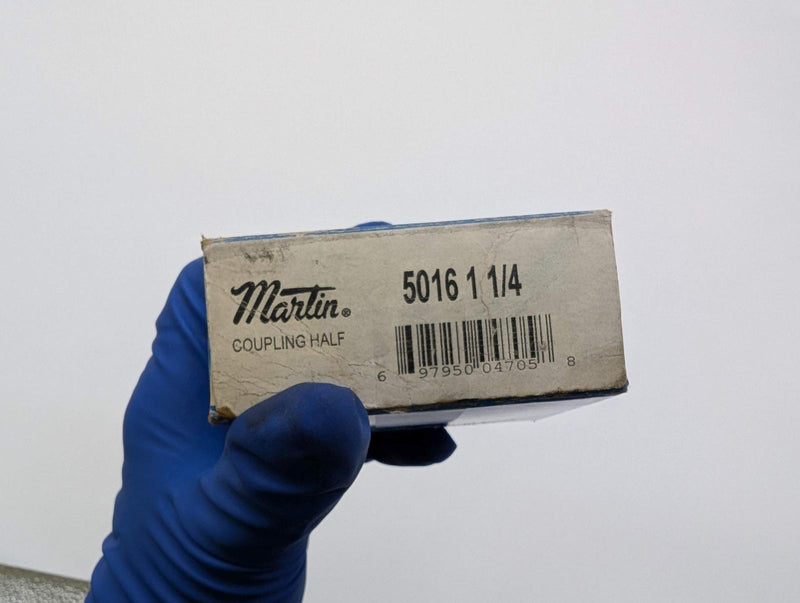 Martin®
COUPLING HALF
5016 1 1/4
6 97950 04705 8